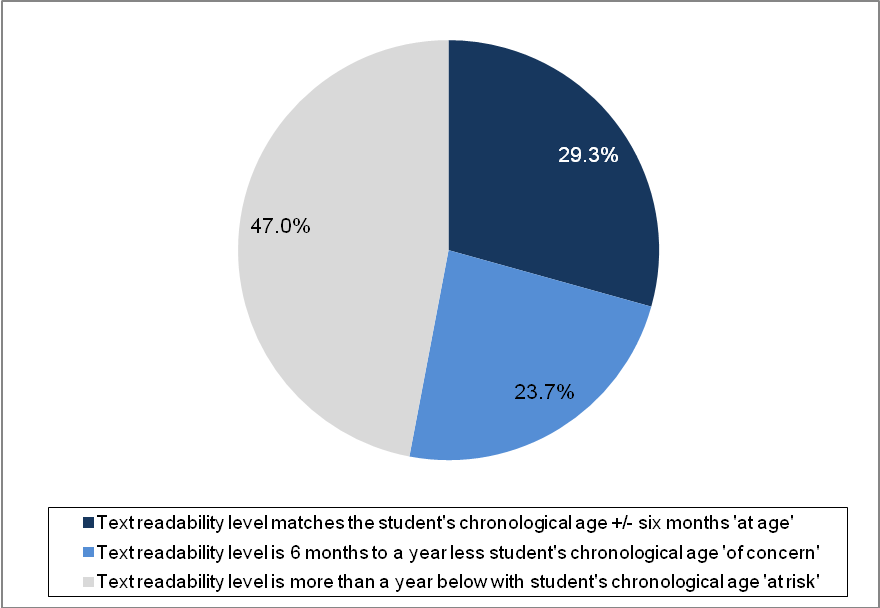 29.3%
47.0%
23.7%
Text readability level matches the student's chronological age +/- six months 'at age'
Text readability level is 6 months to a year less student's chronological age 'of concern'
Text readability level is more than a year below with student's chronological age 'at risk'